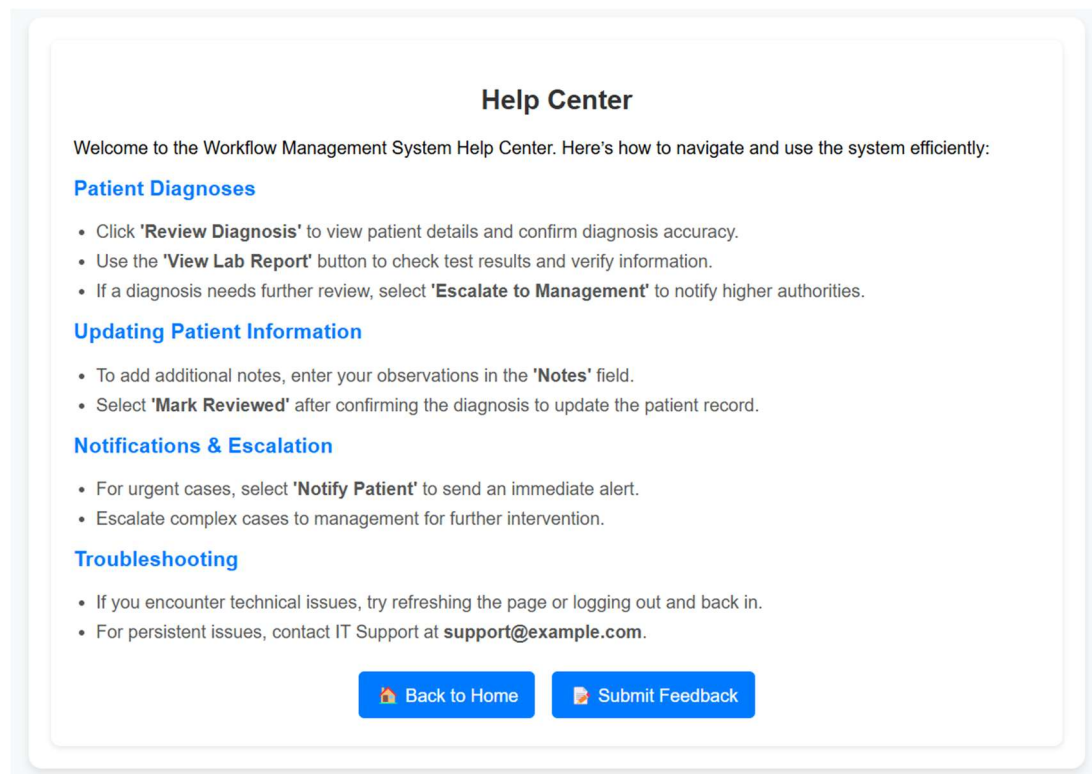 Help Center
Welcome to the Workflow Management System Help Center. Here’s how to navigate and use the system efficiently:
Patient Diagnoses
• Click 'Review Diagnosis' to view patient details and confirm diagnosis accuracy.
• Use the 'View Lab Report' button to check test results and verify information.
• If a diagnosis needs further review, select 'Escalate to Management' to notify higher authorities.
Updating Patient Information
• To add additional notes, enter your observations in the 'Notes' field.
• Select 'Mark Reviewed' after confirming the diagnosis to update the patient record.
Notifications & Escalation
• For urgent cases, select 'Notify Patient' to send an immediate alert.
• Escalate complex cases to management for further intervention.
Troubleshooting
• If you encounter technical issues, try refreshing the page or logging out and back in.
• For persistent issues, contact IT Support at support@example.com.
Back to Home
Submit Feedback